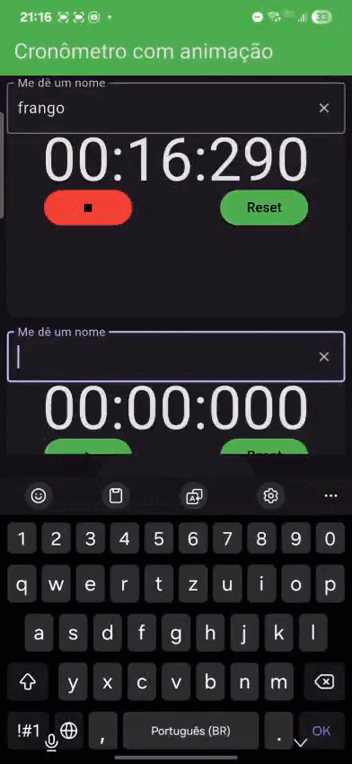 21:16
Cronômetro com animação
Me dê um nome
frango
00:16:290
Reset
Me dê um nome
00:00:000
Reset
1 2 3 4 5 6 7 8 9 0
q w e r t z u i o p
a s d f g h j k l
y x c v b n m
!#1 , Português (BR) . OK